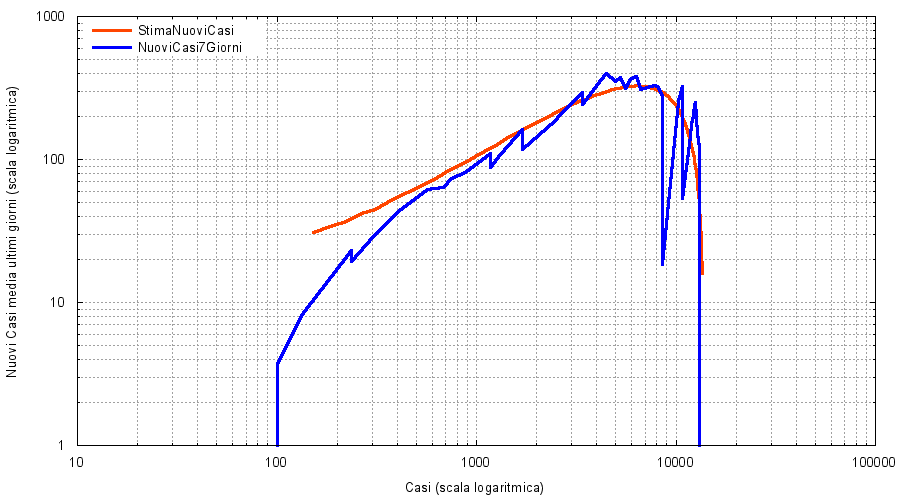 1000
StimaNuoviCasi
NuoviCasi7Giorni
100
10
1
Nuovi Casi media ultimi giorni (scala logaritmica)
10 100 1000 10000 100000
Casi (scala logaritmica)